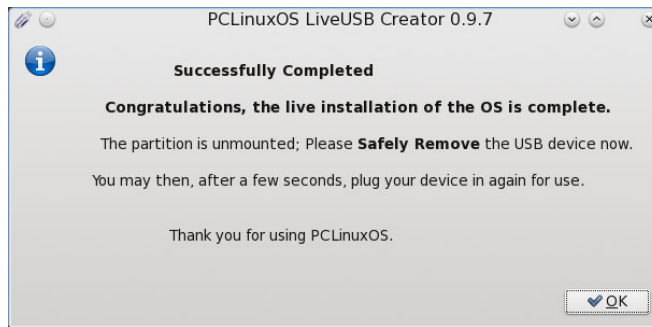 PCLinuxOS LiveUSB Creator 0.9.7
Successfully Completed
Congratulations, the live installation of the OS is complete.
The partition is unmounted; Please Safely Remove the USB device now.
You may then, after a few seconds, plug your device in again for use.
Thank you for using PCLinuxOS.
OK